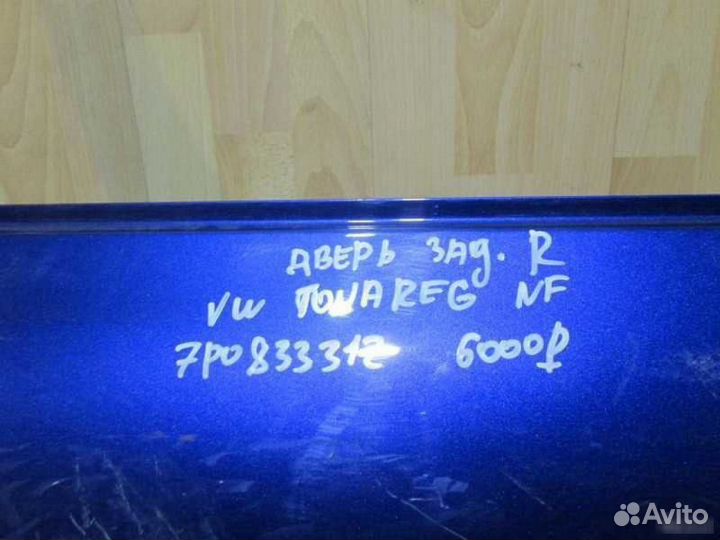 ДВЕРЬ ЗАД. R
VW TOUAREG NF
7P0833312 6000₽
Avito